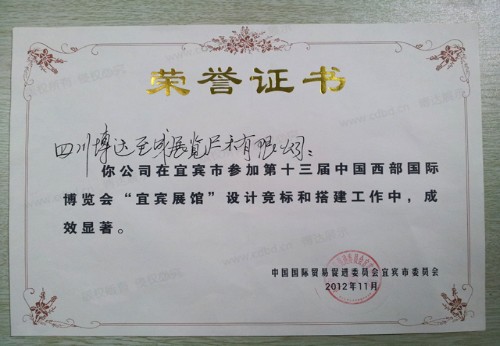 荣誉证书
四川博达至成展览展示有限公司：
你公司在宜宾市参加第十三届中国西部国际
博览会“宜宾展馆”设计竞标和搭建工作中，成
效显著。
中国国际贸易促进委员会宜宾市委员会
2012年11月